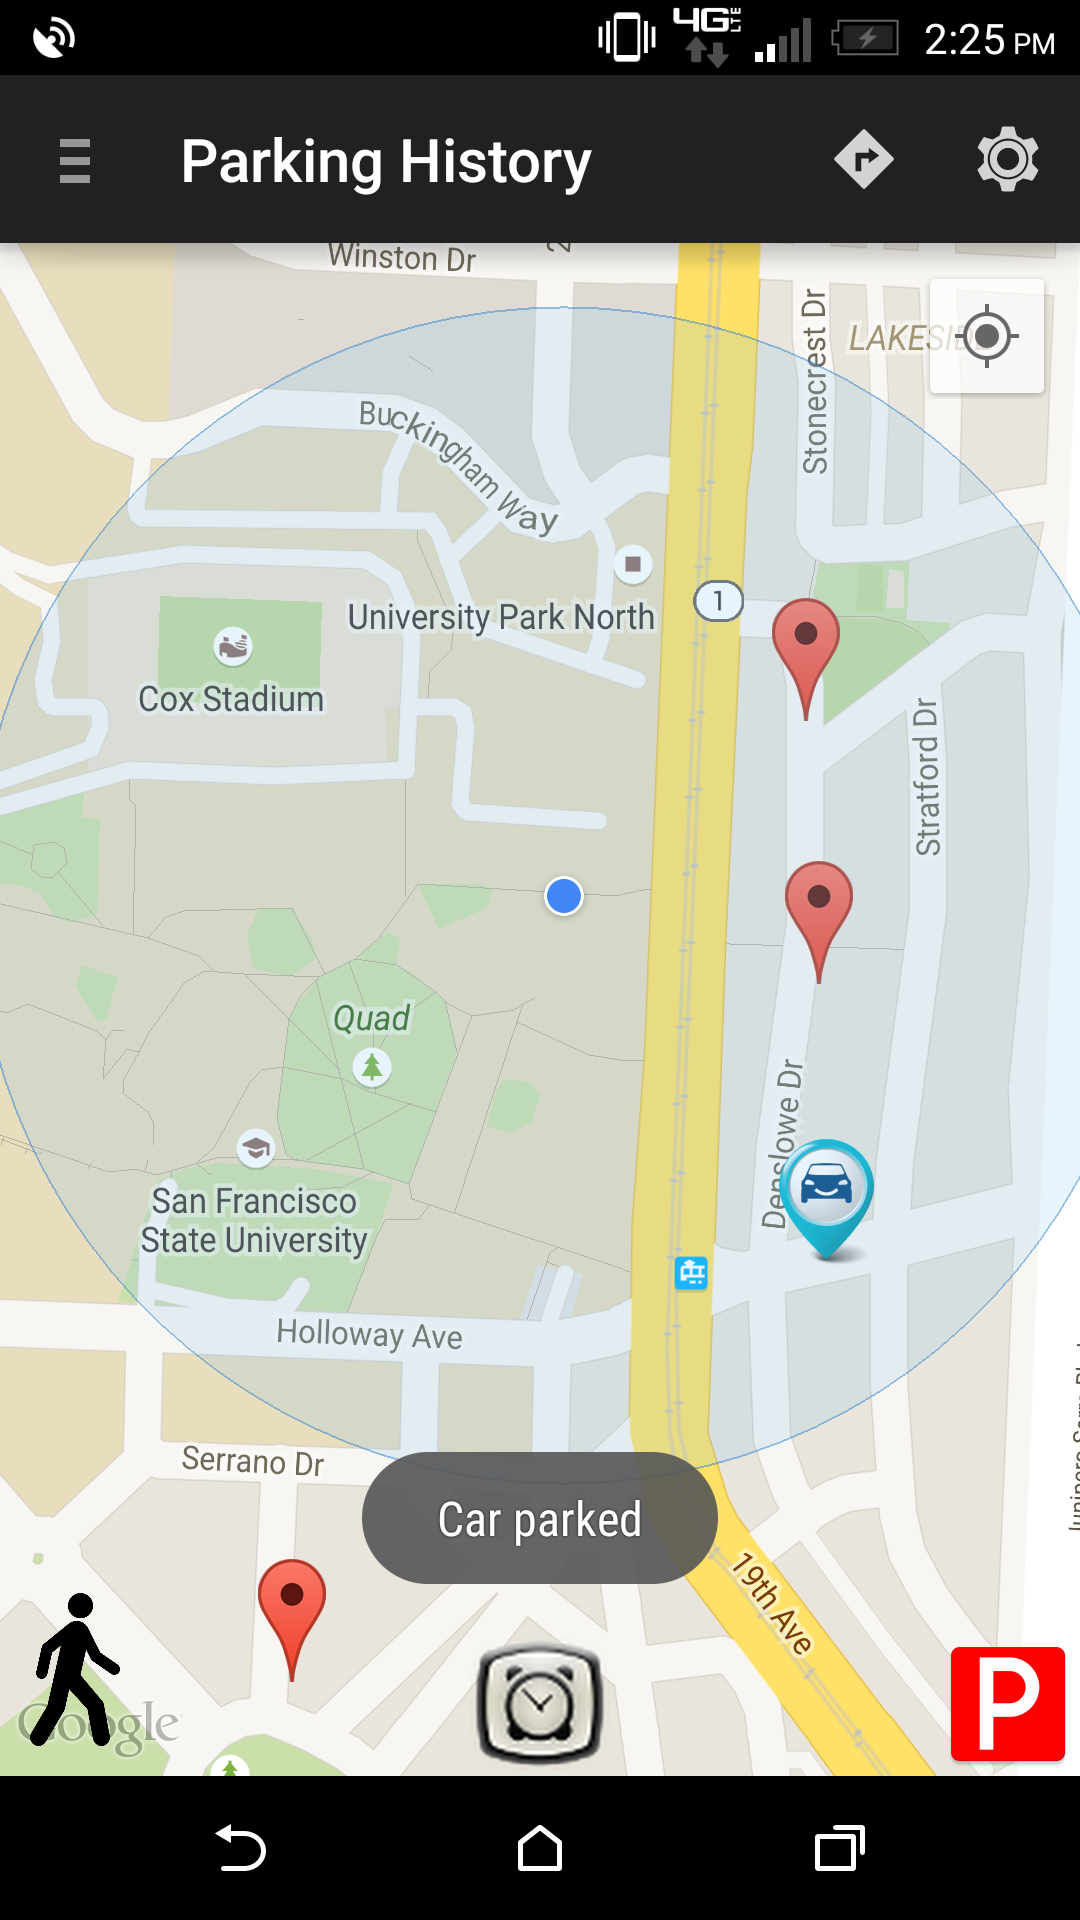 4G LTE
2:25 PM
Parking History
Winston Dr
Stonecrest Dr
Buckingham Way
University Park North
1
Cox Stadium
Stratford Dr
Quad
Denslowe Dr
San Francisco
State University
Holloway Ave
Serrano Dr
Car parked
19th Ave
Google
P